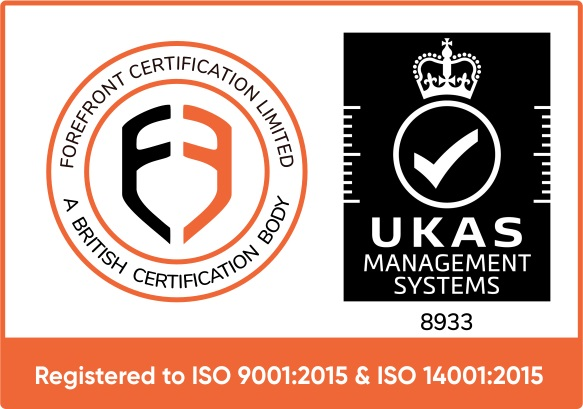 FOREFRONT CERTIFICATION LIMITED
A BRITISH CERTIFICATION BODY
UKAS
MANAGEMENT
SYSTEMS
8933
Registered to ISO 9001:2015 & ISO 14001:2015